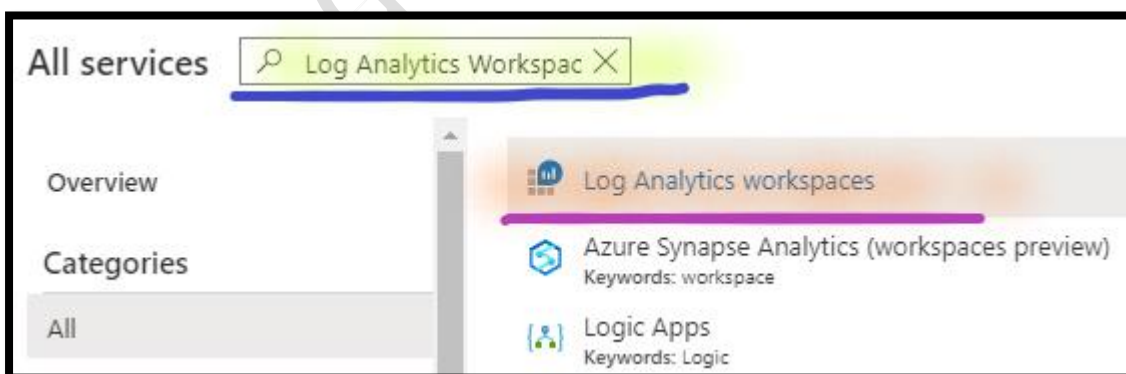 All services
Log Analytics Workspac
Overview
Categories
All
Log Analytics workspaces
Azure Synapse Analytics (workspaces preview)
Keywords: workspace
Logic Apps
Keywords: Logic